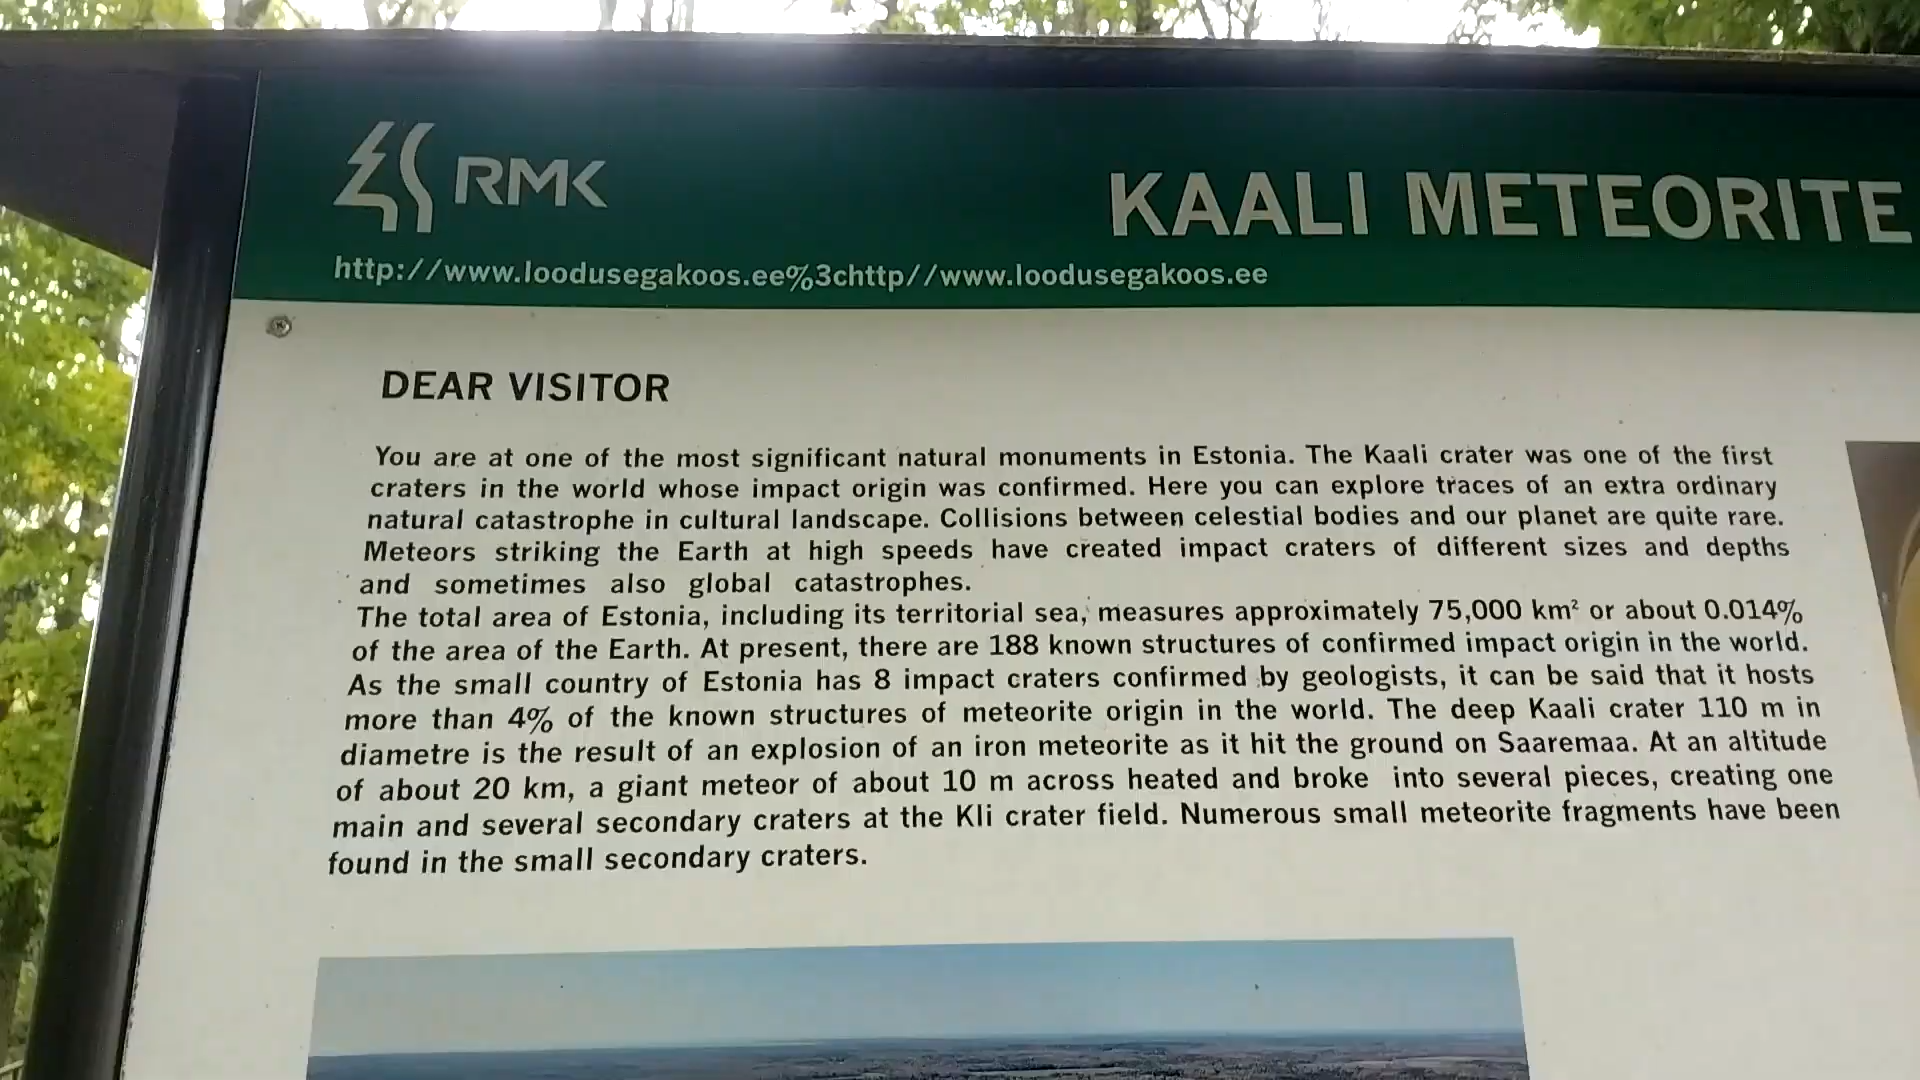 RMK
KAALI METEORITE
http://www.loodusegakoos.ee%3chttp//www.loodusegakoos.ee
DEAR VISITOR
You are at one of the most significant natural monuments in Estonia. The Kaali crater was one of the first
craters in the world whose impact origin was confirmed. Here you can explore traces of an extra ordinary
natural catastrophe in cultural landscape. Collisions between celestial bodies and our planet are quite rare.
Meteors striking the Earth at high speeds have created impact craters of different sizes and depths
and sometimes also global catastrophes.
The total area of Estonia, including its territorial sea, measures approximately 75,000 km² or about 0.014%
of the area of the Earth. At present, there are 188 known structures of confirmed impact origin in the world.
As the small country of Estonia has 8 impact craters confirmed by geologists, it can be said that it hosts
more than 4% of the known structures of meteorite origin in the world. The deep Kaali crater 110 m in
diametre is the result of an explosion of an iron meteorite as it hit the ground on Saaremaa. At an altitude
of about 20 km, a giant meteor of about 10 m across heated and broke into several pieces, creating one
main and several secondary craters at the Kli crater field. Numerous small meteorite fragments have been
found in the small secondary craters.